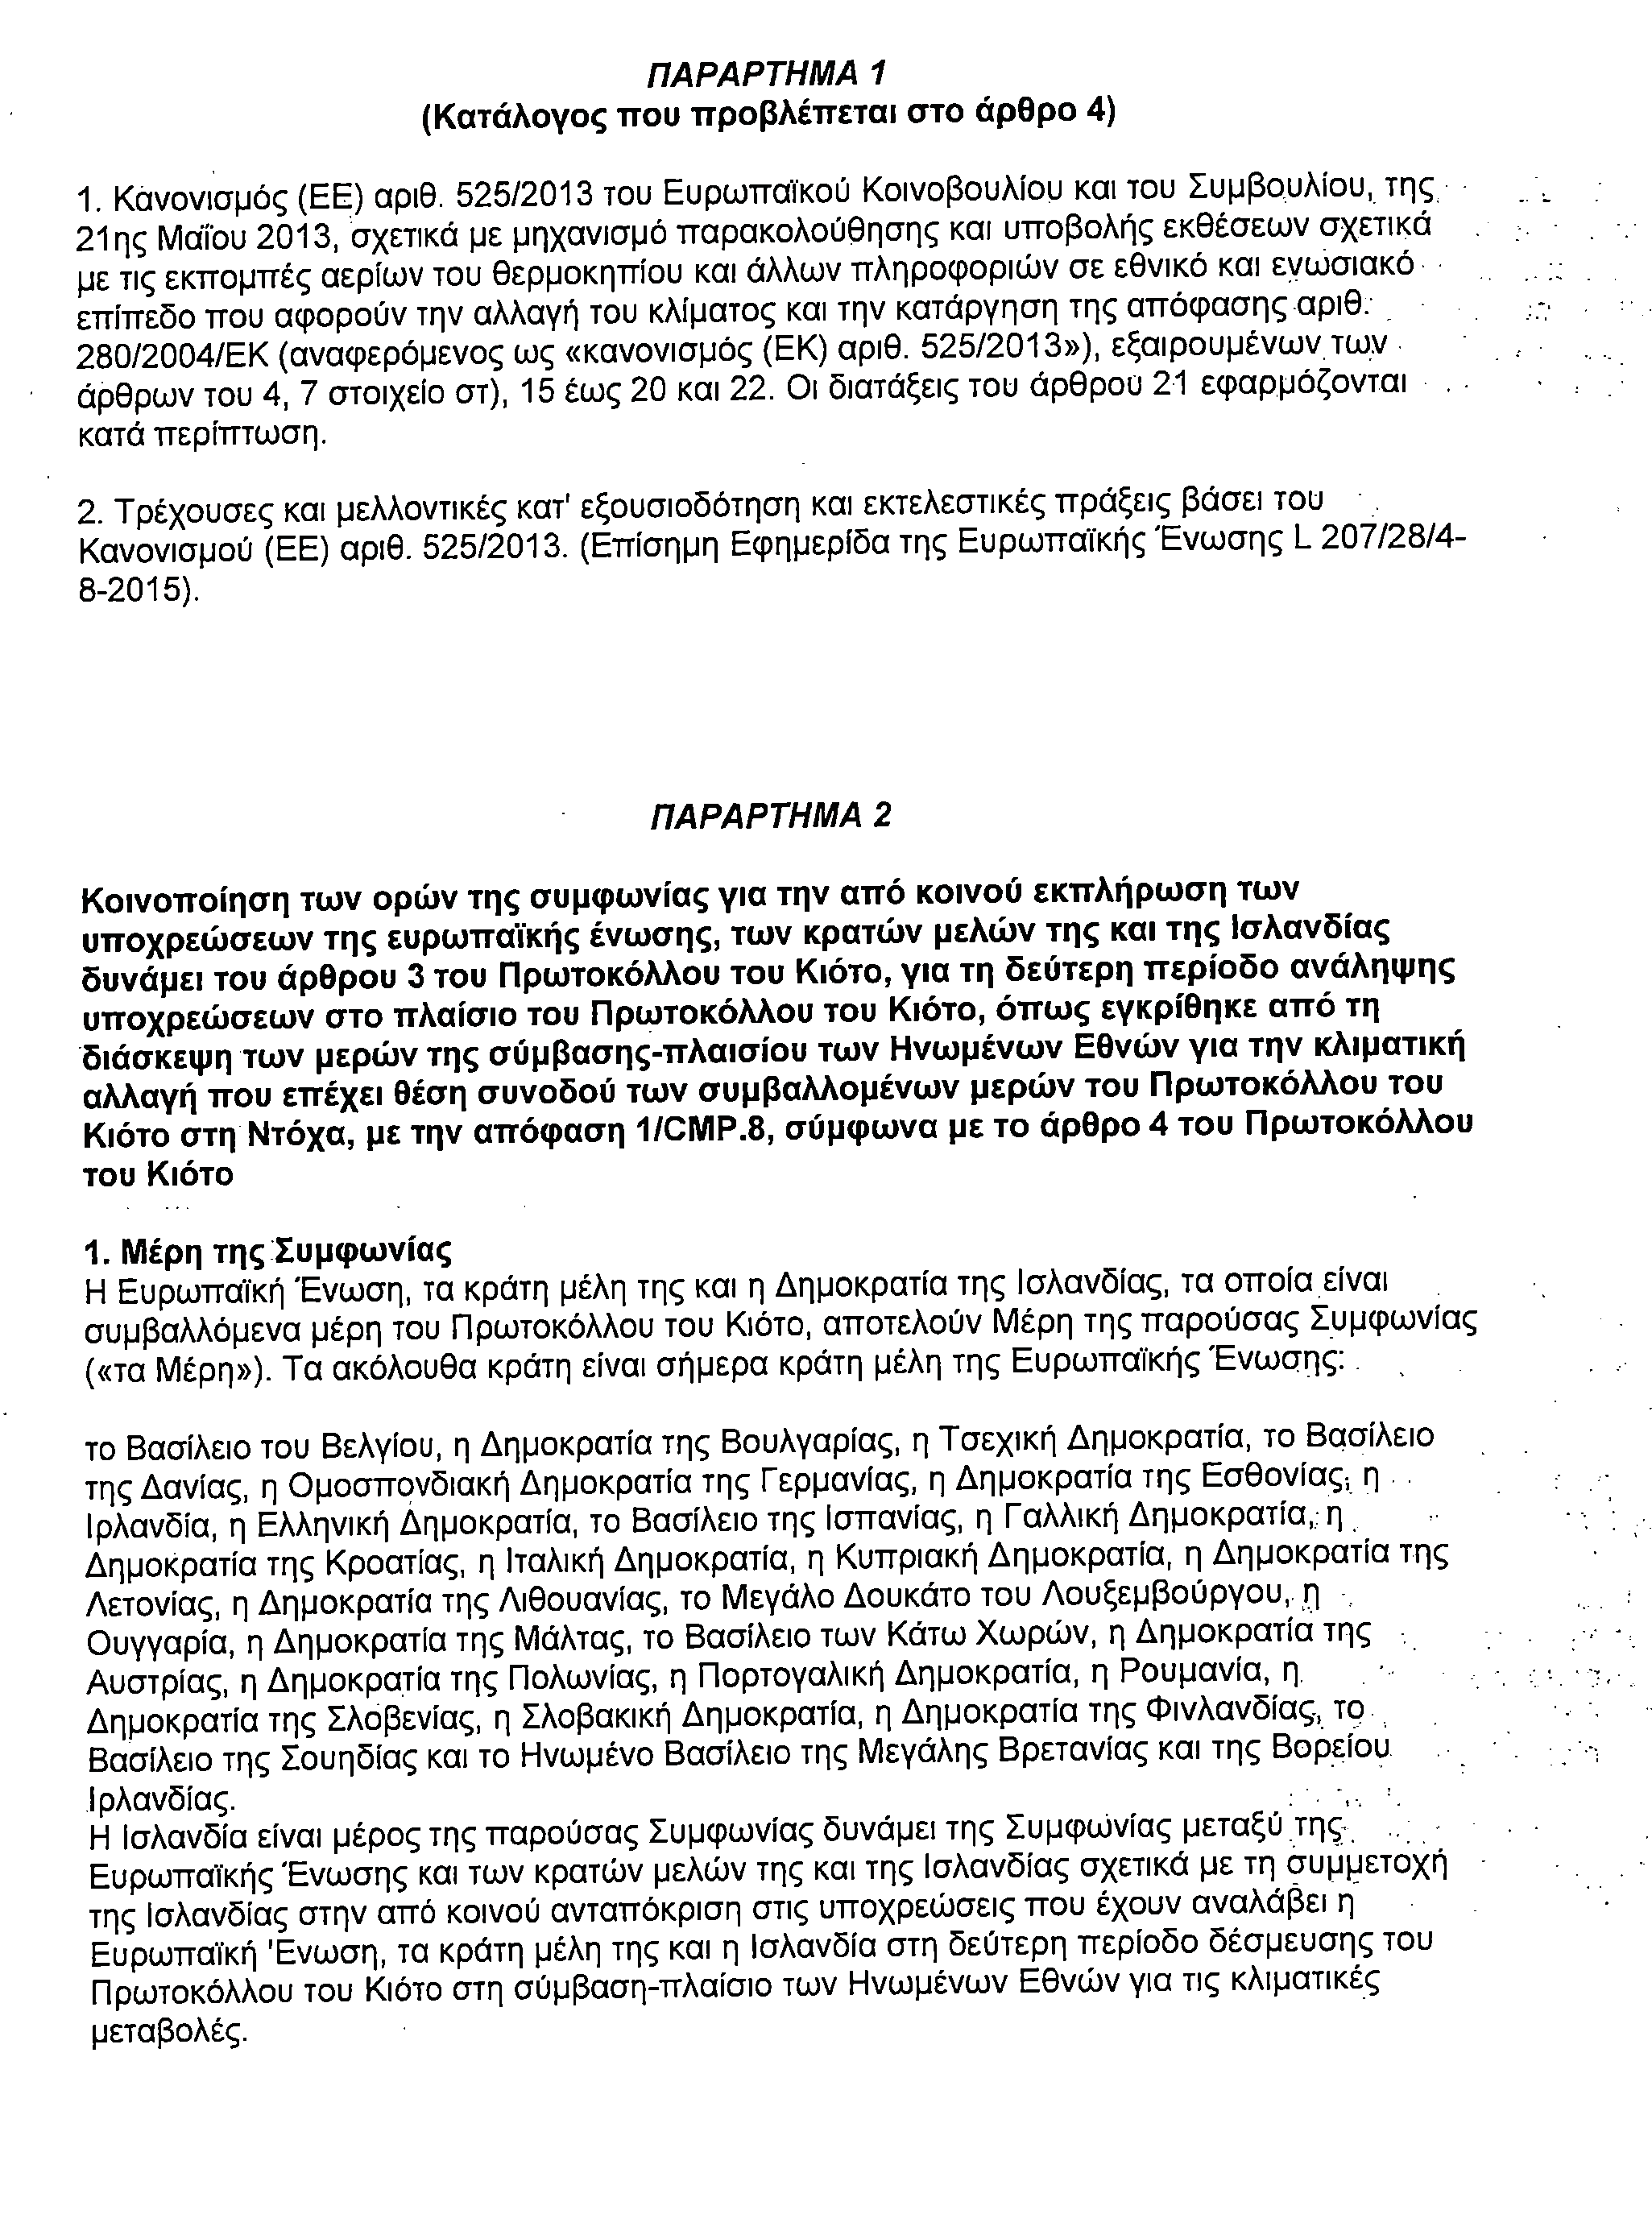 ΠΑΡΑΡΤΗΜΑ 1
(Κατάλογος που προβλέπεται στο άρθρο 4)
1. Κανονισμός (ΕΕ) αριθ. 525/2013 του Ευρωπαϊκού Κοινοβουλίου και του Συμβουλίου, της
21ης Μαΐου 2013, σχετικά με μηχανισμό παρακολούθησης και υποβολής εκθέσεων σχετικά
με τις εκπομπές αερίων του θερμοκηπίου και άλλων πληροφοριών σε εθνικό και ενωσιακό
επίπεδο που αφορούν την αλλαγή του κλίματος και την κατάργηση της απόφασης αριθ.
280/2004/ΕΚ (αναφερόμενος ως «κανονισμός (ΕΚ) αριθ. 525/2013»), εξαιρουμένων των
άρθρων του 4, 7 στοιχείο στ), 15 έως 20 και 22. Οι διατάξεις του άρθρου 21 εφαρμόζονται
κατά περίπτωση.
2. Τρέχουσες και μελλοντικές κατ' εξουσιοδότηση και εκτελεστικές πράξεις βάσει του
Κανονισμού (ΕΕ) αριθ. 525/2013. (Επίσημη Εφημερίδα της Ευρωπαϊκής Ένωσης L 207/28/4-
8-2015).
ΠΑΡΑΡΤΗΜΑ 2
Κοινοποίηση των ορών της συμφωνίας για την από κοινού εκπλήρωση των
υποχρεώσεων της ευρωπαϊκής ένωσης, των κρατών μελών της και της Ισλανδίας
δυνάμει του άρθρου 3 του Πρωτοκόλλου του Κιότο, για τη δεύτερη περίοδο ανάληψης
υποχρεώσεων στο πλαίσιο του Πρωτοκόλλου του Κιότο, όπως εγκρίθηκε από τη
διάσκεψη των μερών της σύμβασης-πλαισίου των Ηνωμένων Εθνών για την κλιματική
αλλαγή που επέχει θέση συνοδού των συμβαλλομένων μερών του Πρωτοκόλλου του
Κιότο στη Ντόχα, με την απόφαση 1/CMP.8, σύμφωνα με το άρθρο 4 του Πρωτοκόλλου
του Κιότο
1. Μέρη της Συμφωνίας
Η Ευρωπαϊκή Ένωση, τα κράτη μέλη της και η Δημοκρατία της Ισλανδίας, τα οποία είναι
συμβαλλόμενα μέρη του Πρωτοκόλλου του Κιότο, αποτελούν Μέρη της παρούσας Συμφωνίας
(«τα Μέρη»). Τα ακόλουθα κράτη είναι σήμερα κράτη μέλη της Ευρωπαϊκής Ένωσης:
το Βασίλειο του Βελγίου, η Δημοκρατία της Βουλγαρίας, η Τσεχική Δημοκρατία, το Βασίλειο
της Δανίας, η Ομοσπονδιακή Δημοκρατία της Γερμανίας, η Δημοκρατία της Εσθονίας, η
Ιρλανδία, η Ελληνική Δημοκρατία, το Βασίλειο της Ισπανίας, η Γαλλική Δημοκρατία, η
Δημοκρατία της Κροατίας, η Ιταλική Δημοκρατία, η Κυπριακή Δημοκρατία, η Δημοκρατία της
Λετονίας, η Δημοκρατία της Λιθουανίας, το Μεγάλο Δουκάτο του Λουξεμβούργου, η
Ουγγαρία, η Δημοκρατία της Μάλτας, το Βασίλειο των Κάτω Χωρών, η Δημοκρατία της
Αυστρίας, η Δημοκρατία της Πολωνίας, η Πορτογαλική Δημοκρατία, η Ρουμανία, η
Δημοκρατία της Σλοβενίας, η Σλοβακική Δημοκρατία, η Δημοκρατία της Φινλανδίας, το
Βασίλειο της Σουηδίας και το Ηνωμένο Βασίλειο της Μεγάλης Βρετανίας και της Βορείου
Ιρλανδίας.
Η Ισλανδία είναι μέρος της παρούσας Συμφωνίας δυνάμει της Συμφωνίας μεταξύ της
Ευρωπαϊκής Ένωσης και των κρατών μελών της και της Ισλανδίας σχετικά με τη συμμετοχή
της Ισλανδίας στην από κοινού ανταπόκριση στις υποχρεώσεις που έχουν αναλάβει η
Ευρωπαϊκή Ένωση, τα κράτη μέλη της και η Ισλανδία στη δεύτερη περίοδο δέσμευσης του
Πρωτοκόλλου του Κιότο στη σύμβαση-πλαίσιο των Ηνωμένων Εθνών για τις κλιματικές
μεταβολές.